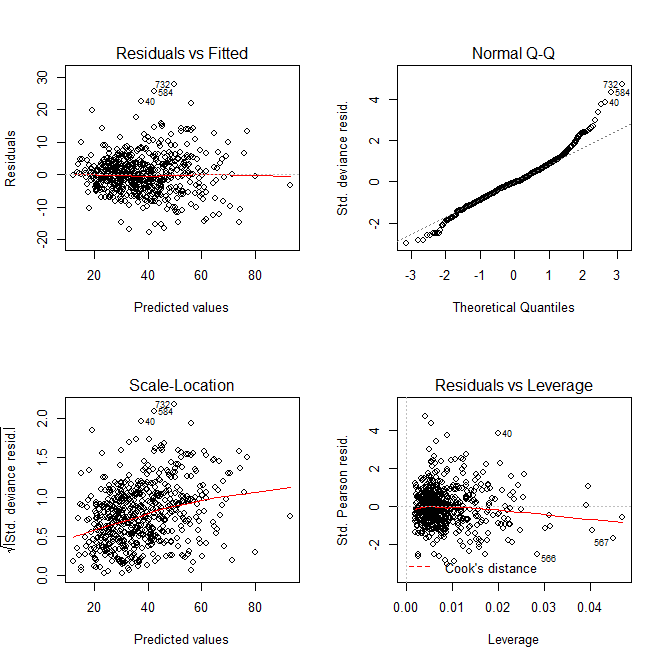 Residuals vs Fitted
Residuals
30
20
10
0
-10
-20
732
584
40
20 40 60 80
Predicted values
Normal Q-Q
Std. deviance resid.
4
2
0
-2
732
584
40
-3 -2 -1 0 1 2 3
Theoretical Quantiles
Scale-Location
√|Std. deviance resid.|
2.0
1.5
1.0
0.5
0.0
732
584
40
20 40 60 80
Predicted values
Residuals vs Leverage
Std. Pearson resid.
4
2
0
-2
40
566
567
Cook's distance
0.00 0.01 0.02 0.03 0.04
Leverage